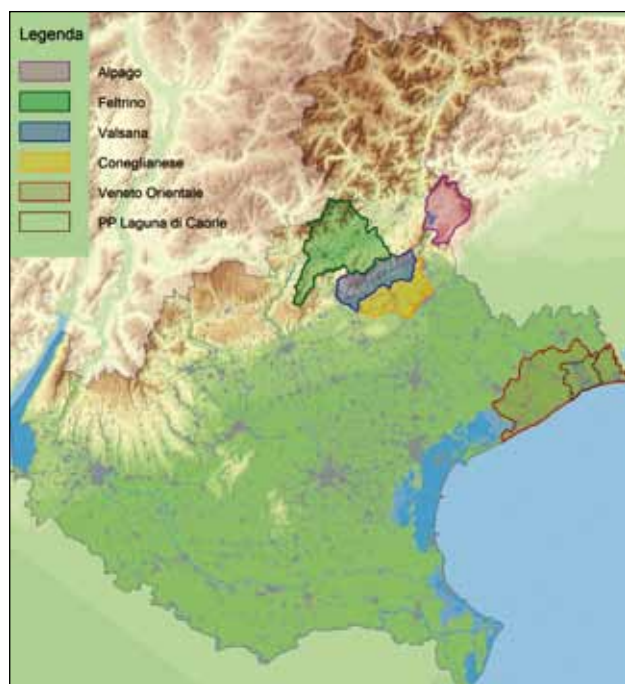 Legenda
Alpago
Feltrino
Valsana
Coneglianese
Veneto Orientale
PP Laguna di Caorle